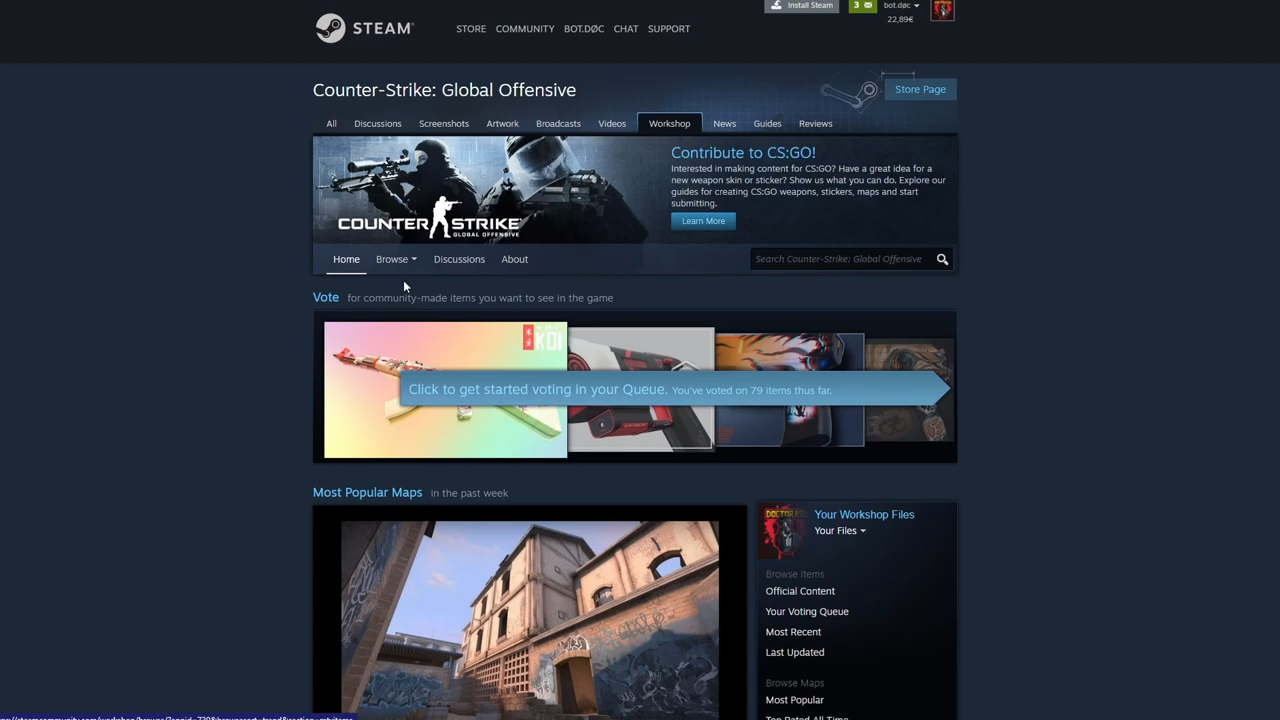 Install Steam
3
bot.døc
22,89€
STEAM
STORE COMMUNITY BOT.DØC CHAT SUPPORT
Counter-Strike: Global Offensive
Store Page
All Discussions Screenshots Artwork Broadcasts Videos Workshop News Guides Reviews
Contribute to CS:GO!
Interested in making content for CS:GO? Have a great idea for
a new weapon skin or sticker? Show us what you can do. Explore our
guides for creating CS:GO weapons, stickers, maps and start
submitting.
Learn More
COUNTER STRIKE
GLOBAL OFFENSIVE
Home Browse Discussions About
Search Counter-Strike: Global Offensive
Vote for community-made items you want to see in the game
KOI
Click to get started voting in your Queue. You've voted on 79 items thus far.
Most Popular Maps in the past week
Your Workshop Files
Your Files
Browse Items
Official Content
Your Voting Queue
Most Recent
Last Updated
Browse Maps
Most Popular
Top Rated All Time